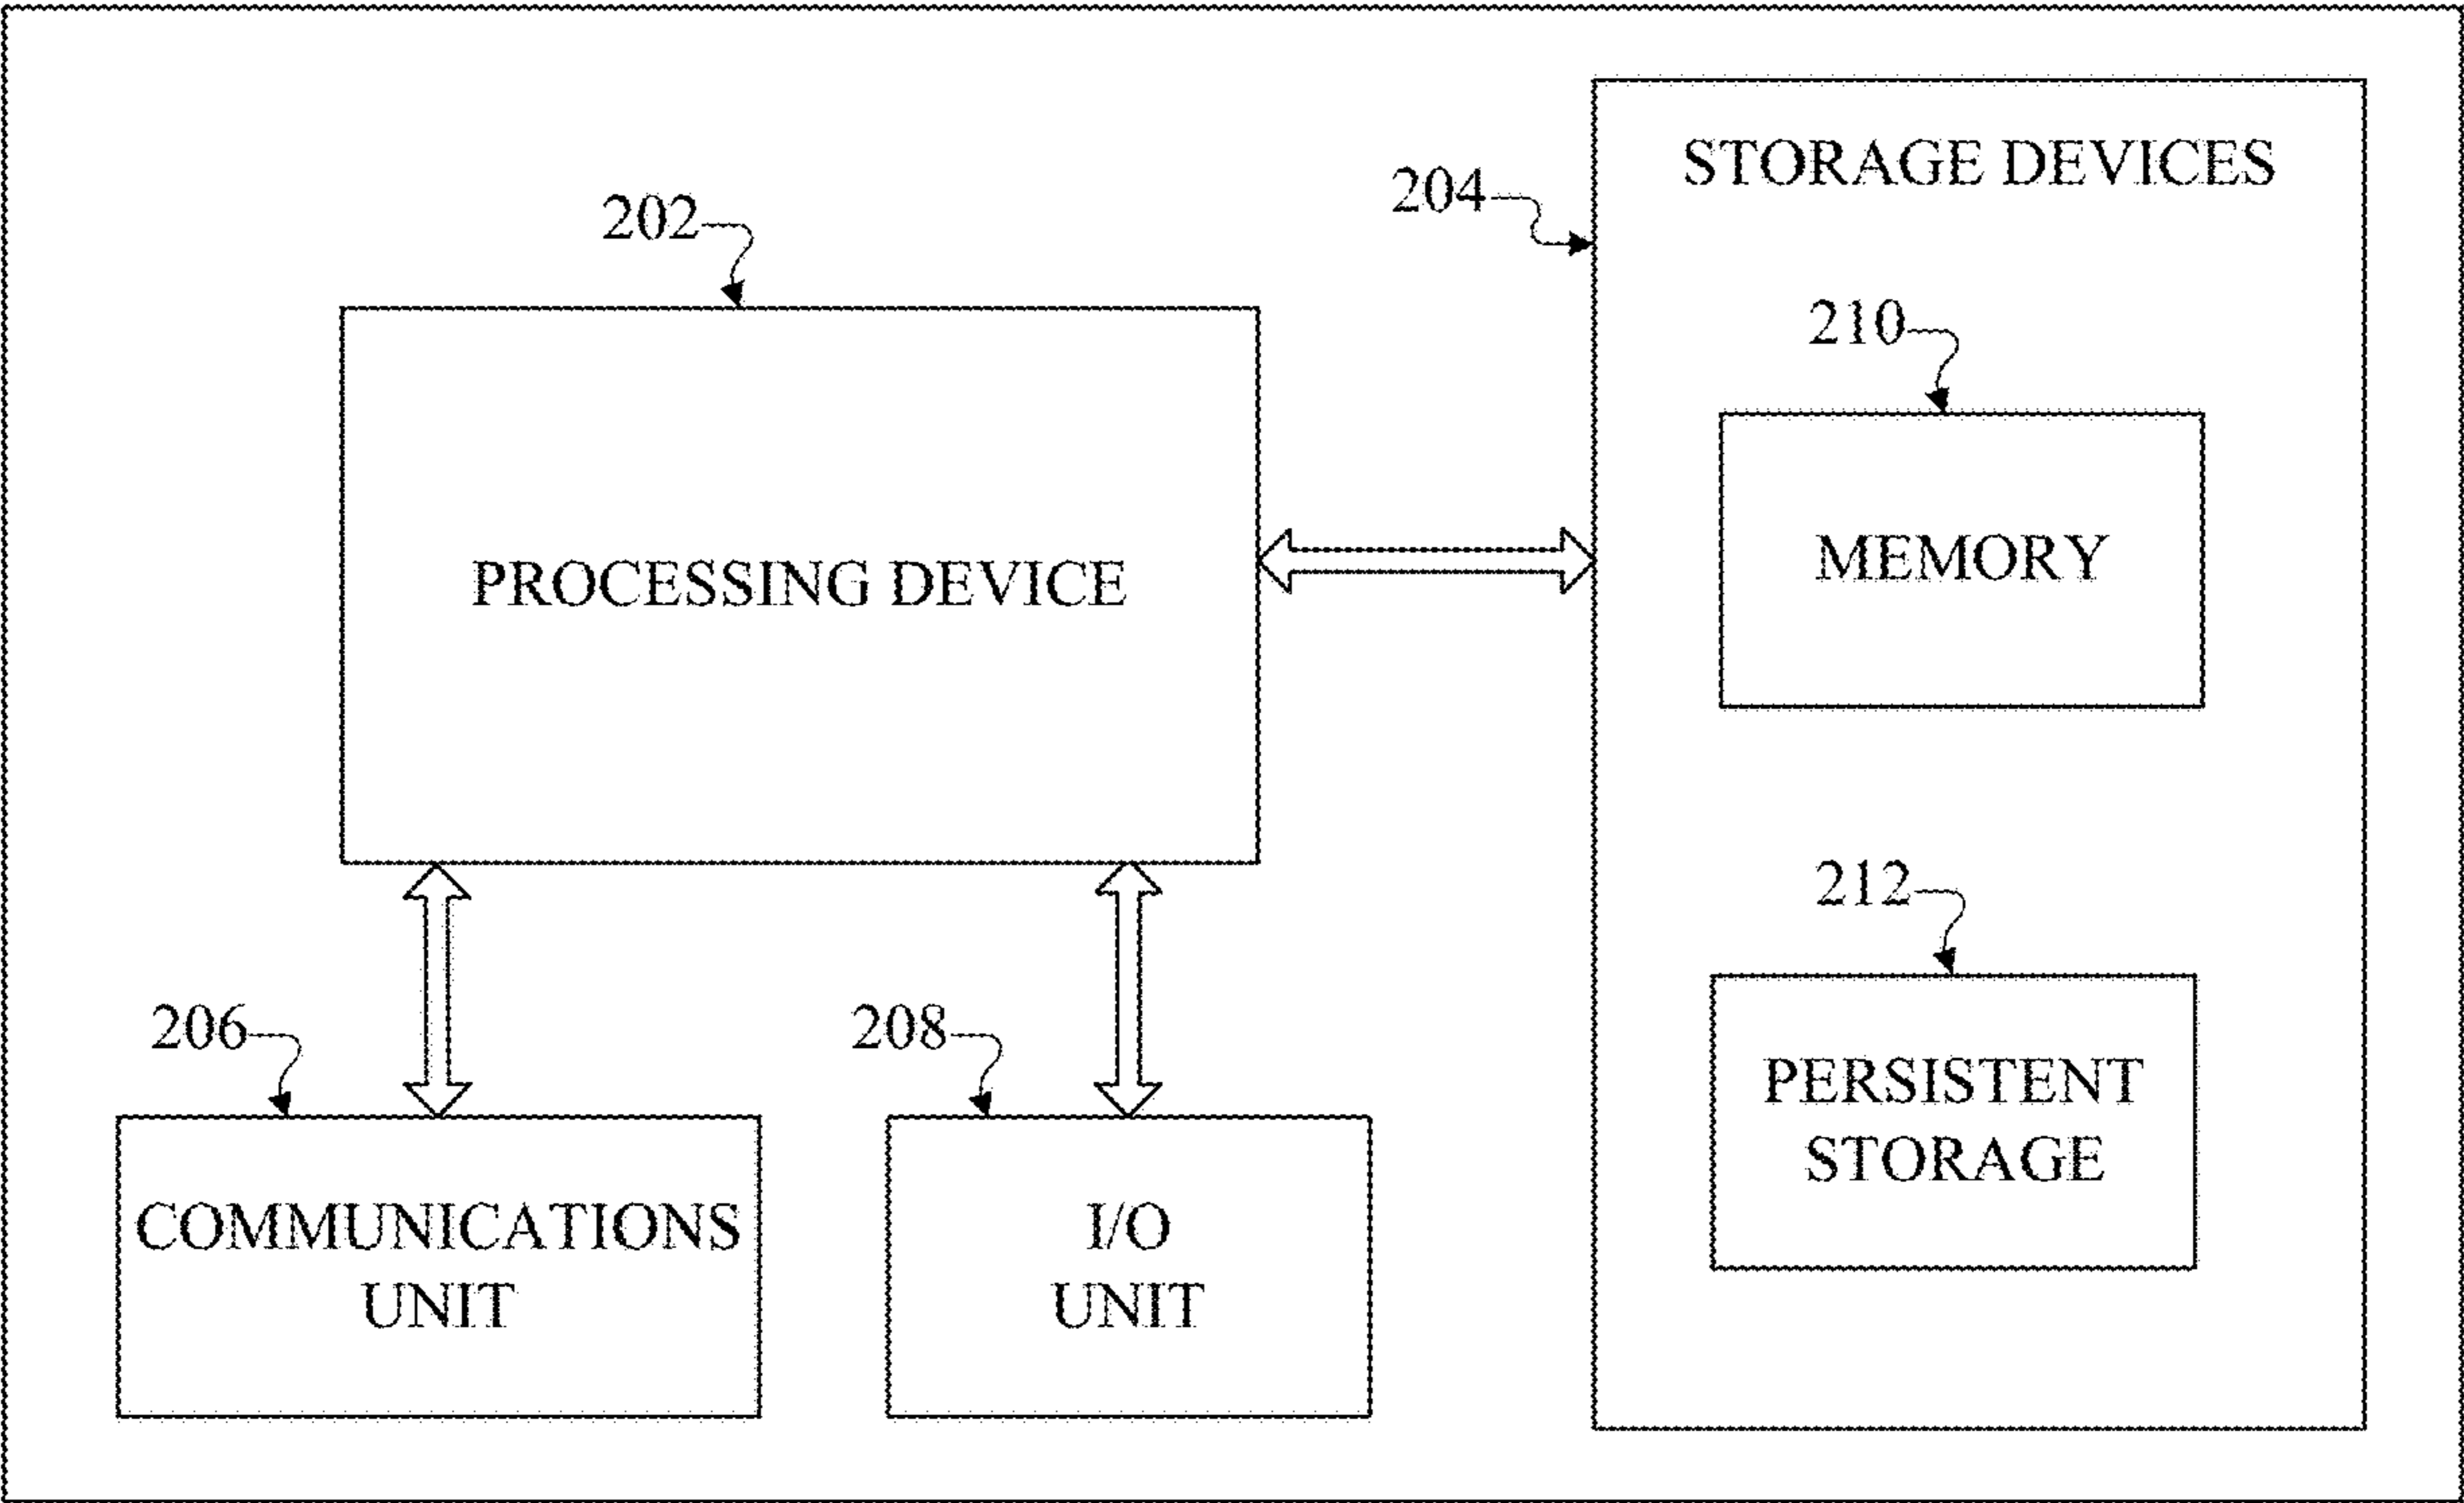 STORAGE DEVICES
204
202
210
PROCESSING DEVICE
MEMORY
212
206
208
PERSISTENT
STORAGE
COMMUNICATIONS
UNIT
I/O
UNIT